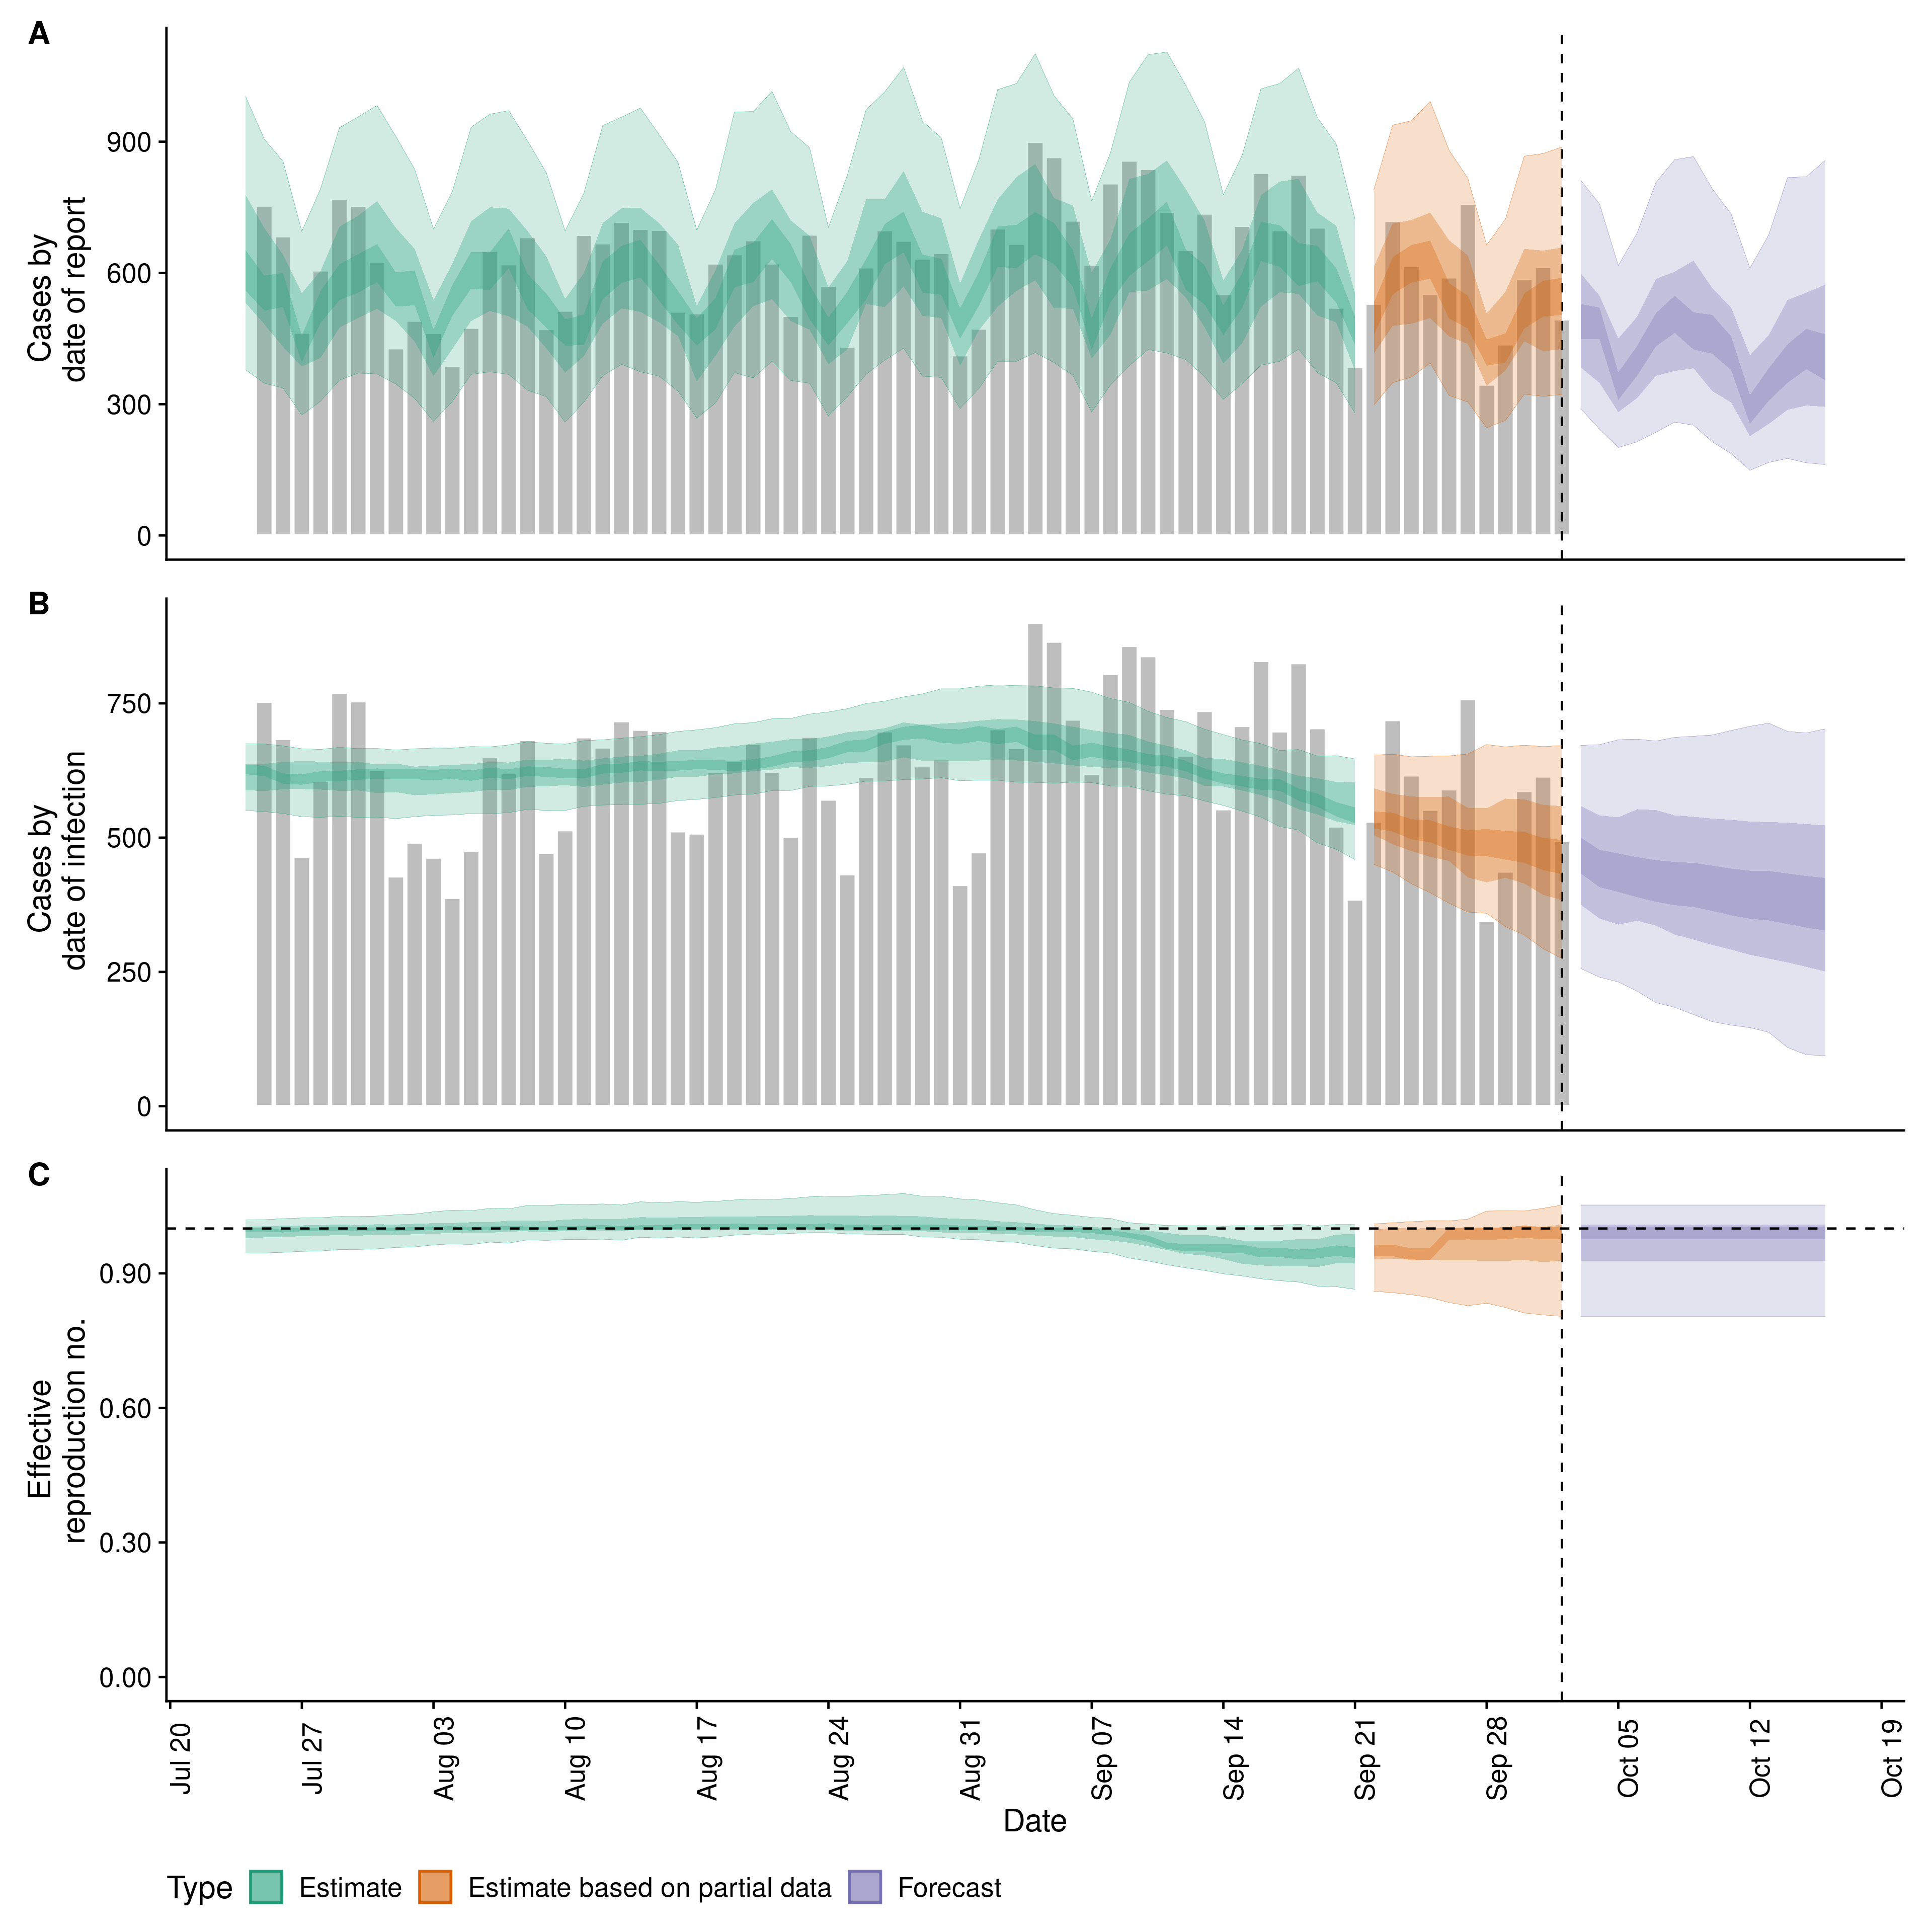 A
Cases by
date of report
900
600
300
0
B
Cases by
date of infection
750
500
250
0
C
Effective
reproduction no.
0.90
0.60
0.30
0.00
Jul 20
Jul 27
Aug 03
Aug 10
Aug 17
Aug 24
Aug 31
Sep 07
Sep 14
Sep 21
Sep 28
Oct 05
Oct 12
Oct 19
Date
Type Estimate Estimate based on partial data Forecast